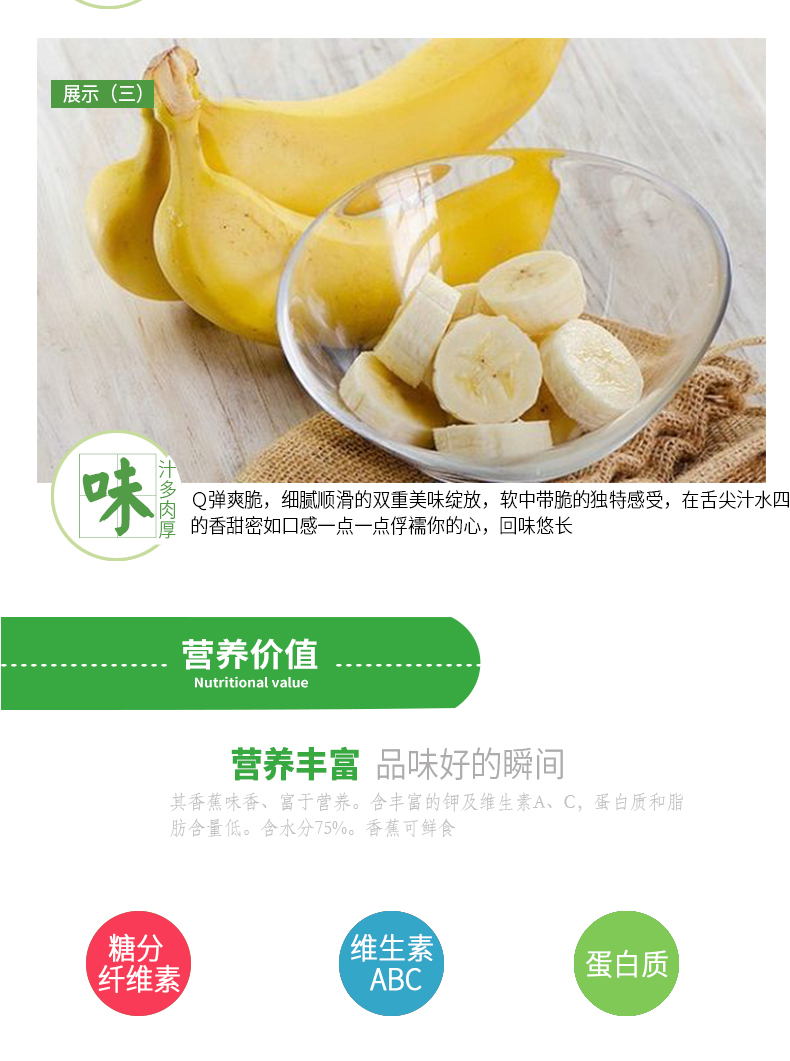 展示（三）
味
汁多肉厚
Q弹爽脆，细腻顺滑的双重美味绽放，软中带脆的独特感受，在舌尖汁水四
的香甜密如口感一点一点俘襦你的心，回味悠长
营养价值
Nutritional value
营养丰富 品味好的瞬间
其香蕉味香、富于营养。含丰富的钾及维生素A、C，蛋白质和脂
肪含量低。含水分75%。香蕉可鲜食
糖分
纤维素
维生素
ABC
蛋白质